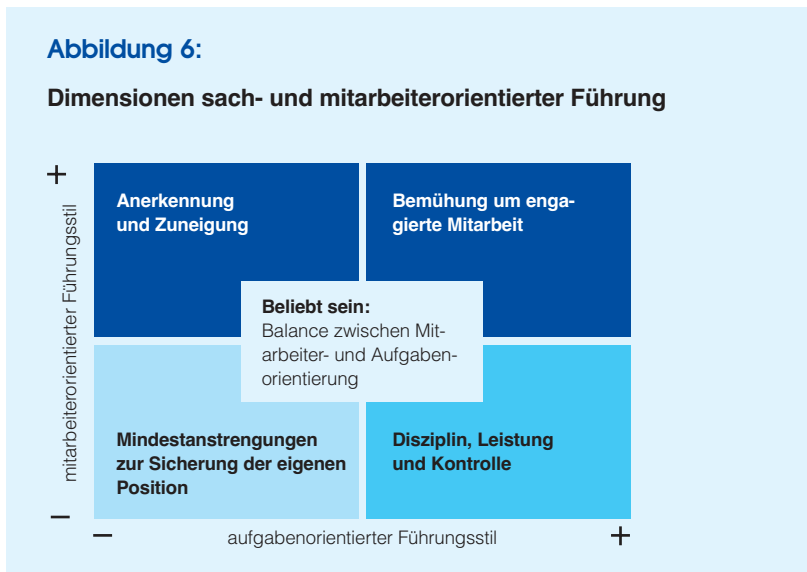 Abbildung 6:
Dimensionen sach- und mitarbeiterorientierter Führung
+
mitarbeiterorientierter Führungsstil
–
Anerkennung
und Zuneigung
Bemühung um enga-
gierte Mitarbeit
Beliebt sein:
Balance zwischen Mit-
arbeiter- und Aufgaben-
orientierung
Mindestanstrengungen
zur Sicherung der eigenen
Position
Disziplin, Leistung
und Kontrolle
–
aufgabenorientierter Führungsstil
+